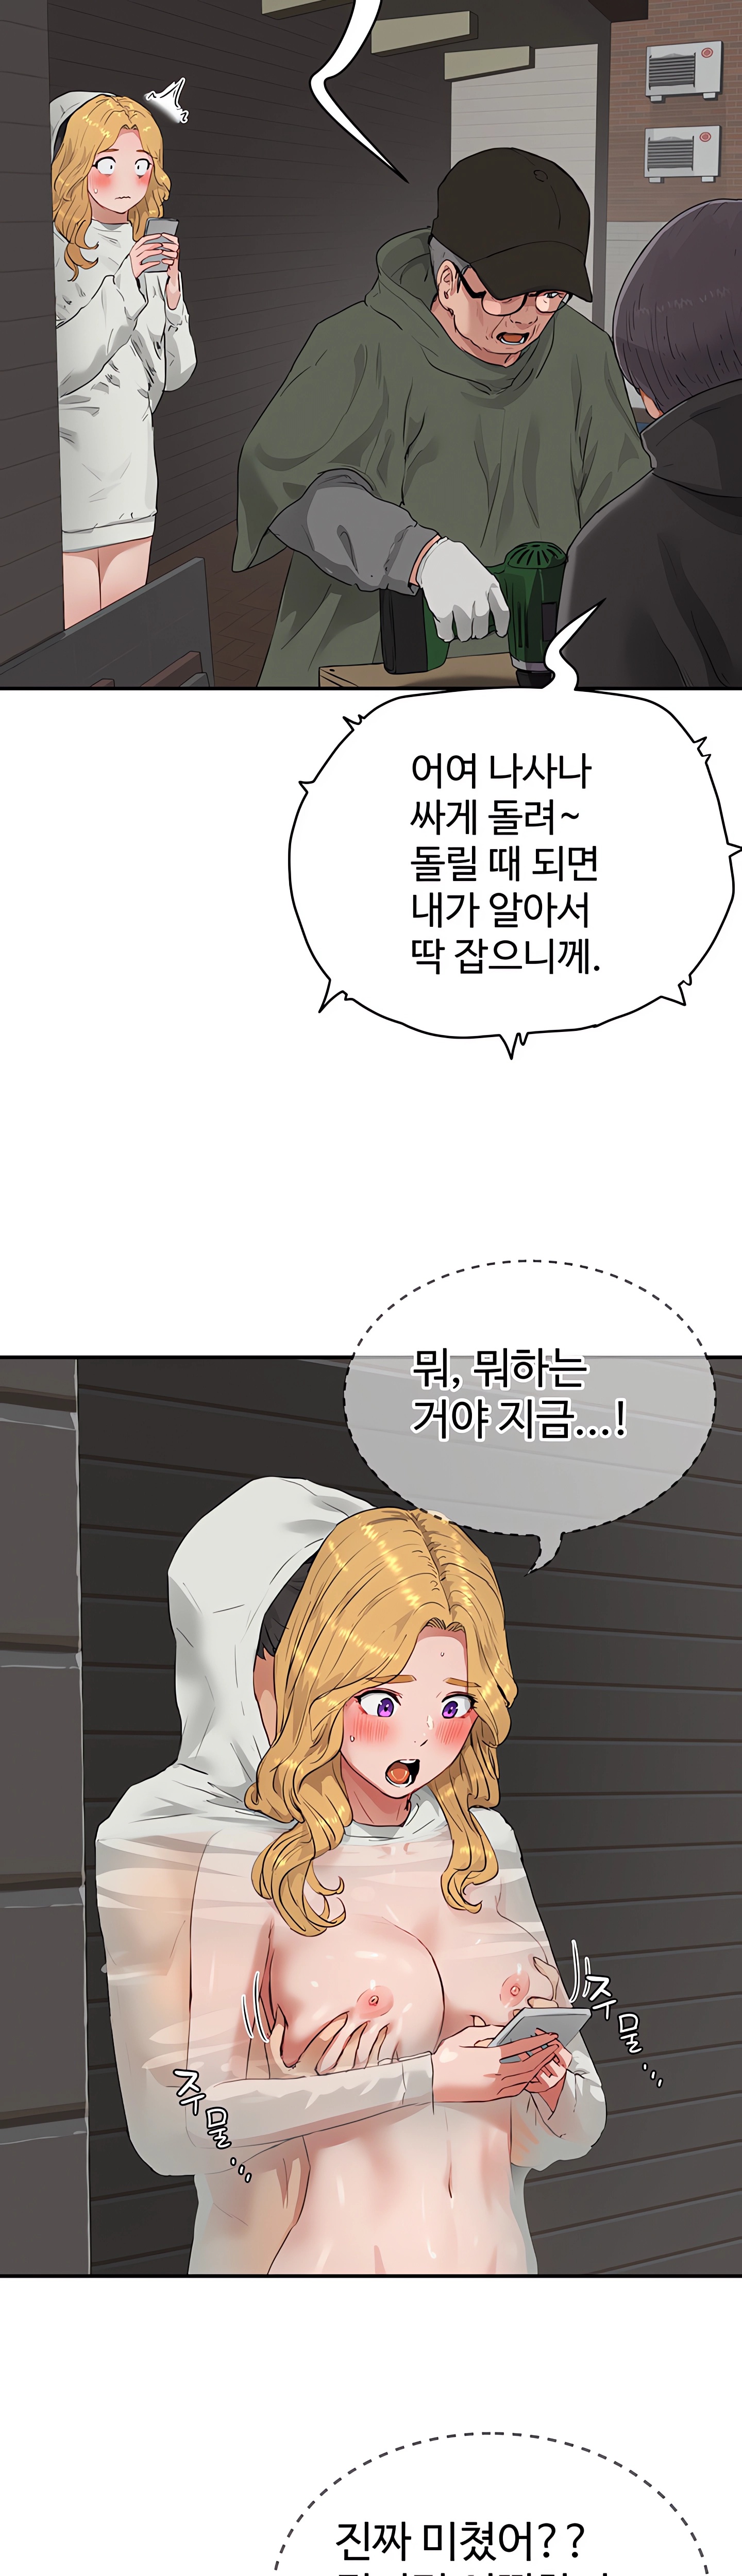 어여 나사나
싸게 돌려~
돌릴 때 되면
내가 알아서
딱 잡으니께.
뭐, 뭐하는
거야 지금...!
주물...
주물...
진짜 미쳤어??